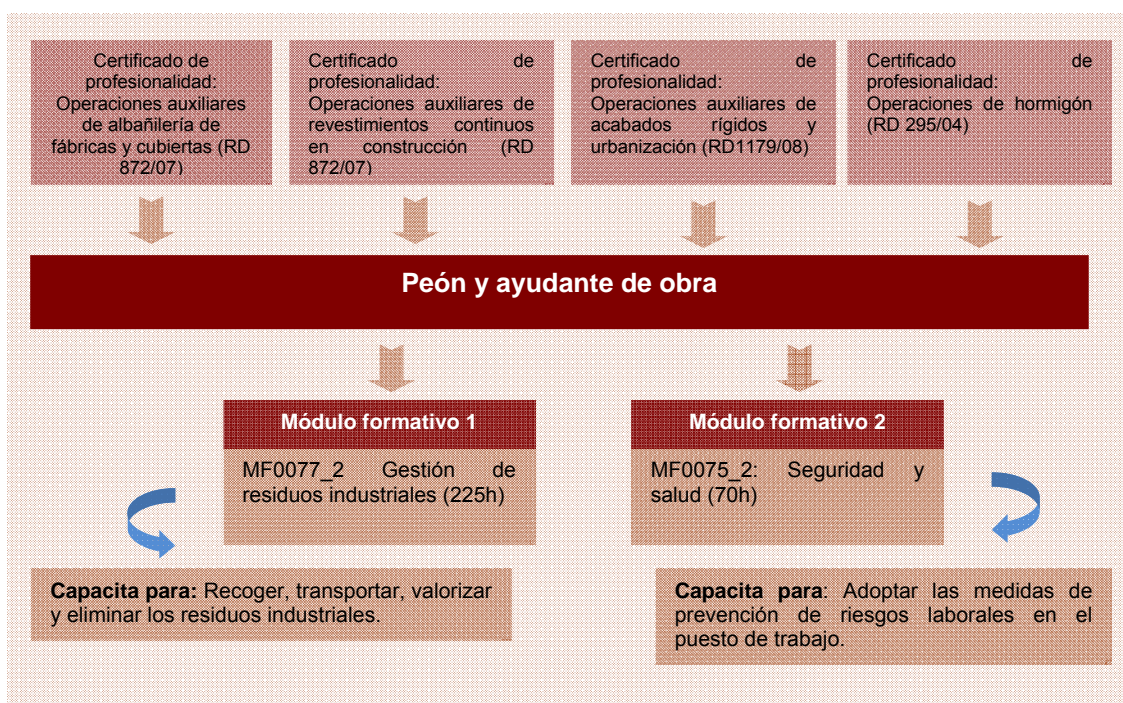 Certificado de
profesionalidad:
Operaciones auxiliares
de albañilería de
fábricas y cubiertas (RD
872/07)
Certificado de
profesionalidad:
Operaciones auxiliares de
revestimientos continuos
en construcción (RD
872/07)
Certificado de
profesionalidad:
Operaciones auxiliares de
acabados rígidos y
urbanización (RD1179/08)
Certificado de
profesionalidad:
Operaciones de hormigón
(RD 295/04)
Peón y ayudante de obra
Módulo formativo 1
MF0077_2 Gestión de
residuos industriales (225h)
Módulo formativo 2
MF0075_2: Seguridad y
salud (70h)
Capacita para: Recoger, transportar, valorizar
y eliminar los residuos industriales.
Capacita para: Adoptar las medidas de
prevención de riesgos laborales en el
puesto de trabajo.